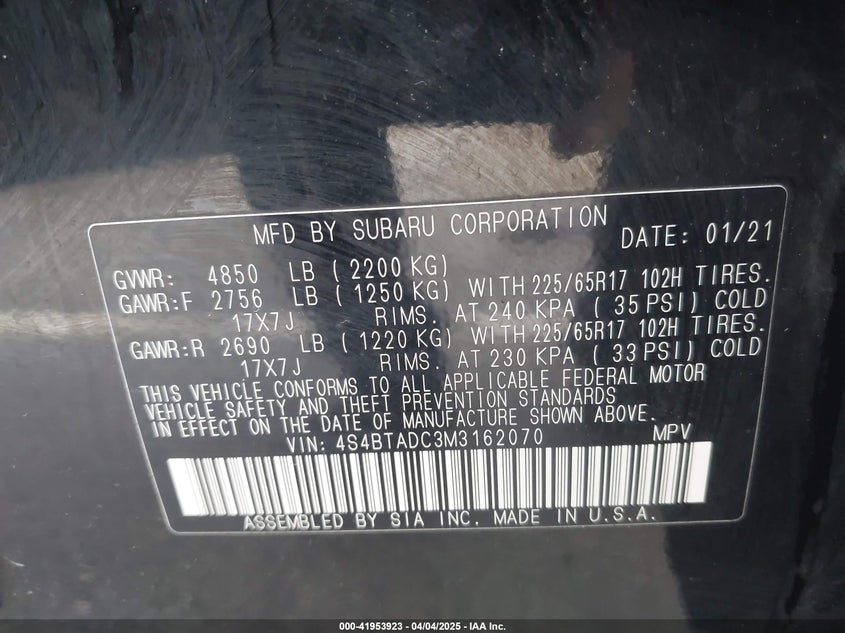 MFD BY SUBARU CORPORATION DATE: 01/21
GVWR: 4850 LB ( 2200 KG)
GAWR:F 2756 LB ( 1250 KG) WITH 225/65R17 102H TIRES.
17X7J RIMS. AT 240 KPA ( 35 PSI) COLD
GAWR:R 2690 LB ( 1220 KG) WITH 225/65R17 102H TIRES.
17X7J RIMS. AT 230 KPA ( 33 PSI) COLD
THIS VEHICLE CONFORMS TO ALL APPLICABLE FEDERAL MOTOR
VEHICLE SAFETY AND THEFT PREVENTION STANDARDS
IN EFFECT ON THE DATE OF MANUFACTURE SHOWN ABOVE.
VIN: 4S4BTADC3M3162070 MPV
ASSEMBLED BY SIA INC. MADE IN U.S.A.
000-41953923 - 04/04/2025 - IAA Inc.